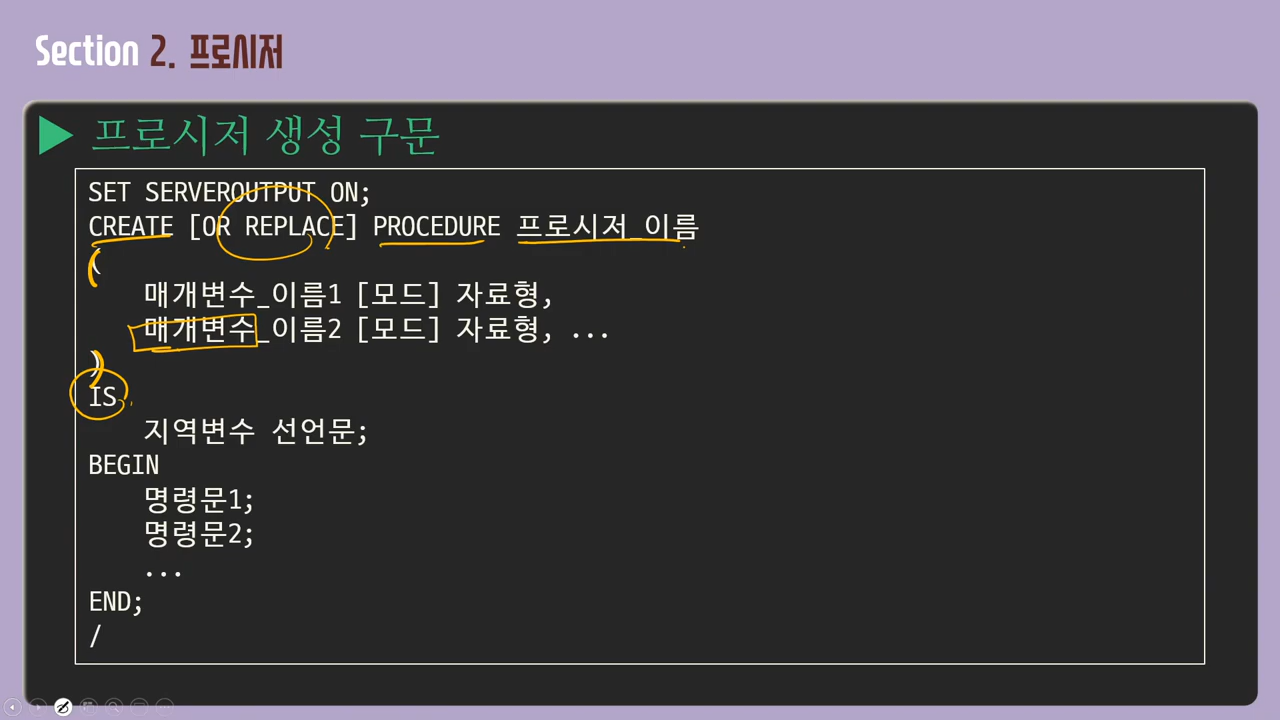 Section 2. 프로시저
프로시저 생성 구문
SET SERVEROUTPUT ON;
CREATE [OR REPLACE] PROCEDURE 프로시저_이름
(
매개변수_이름1 [모드] 자료형,
매개변수_이름2 [모드] 자료형, ...
)
IS
지역변수 선언문;
BEGIN
명령문1;
명령문2;
...
END;
/